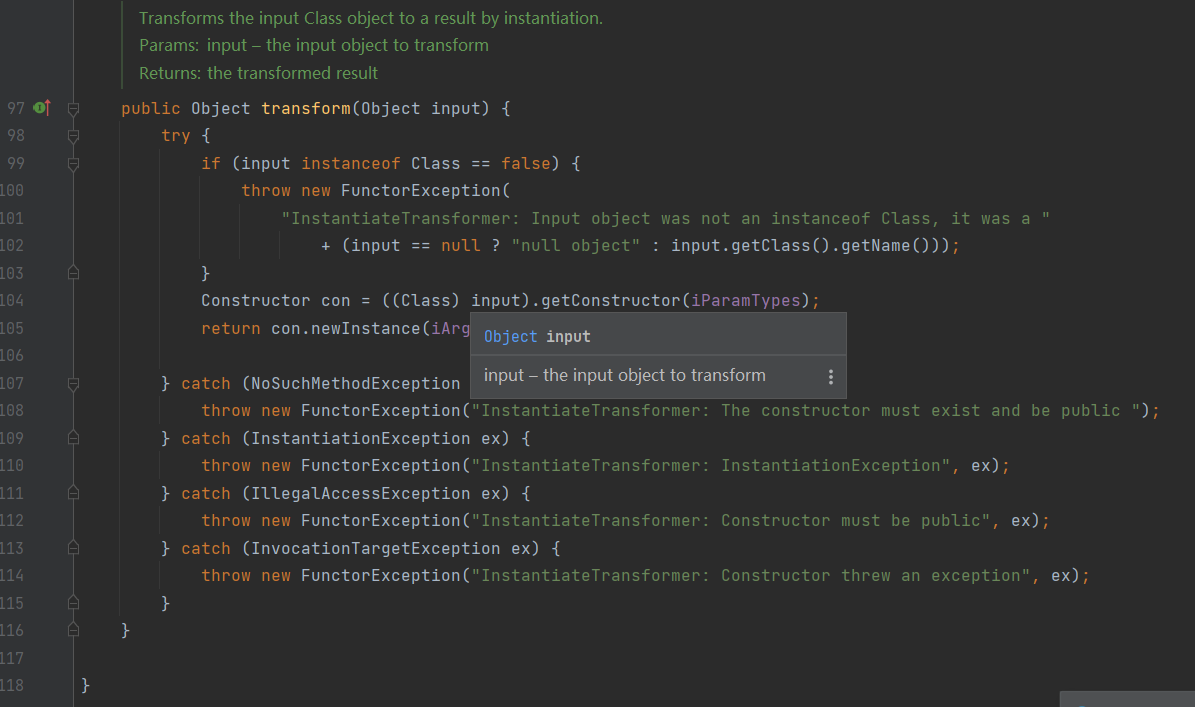 Transforms the input Class object to a result by instantiation.
Params: input – the input object to transform
Returns: the transformed result
97 public Object transform(Object input) {
98 try {
99 if (input instanceof Class == false) {
100 throw new FunctorException(
101 "InstantiateTransformer: Input object was not an instanceof Class, it was a "
102 + (input == null ? "null object" : input.getClass().getName()));
103 }
104 Constructor con = ((Class) input).getConstructor(iParamTypes);
105 return con.newInstance(iArg
Object input
106
input – the input object to transform
107 } catch (NoSuchMethodException
108 throw new FunctorException("InstantiateTransformer: The constructor must exist and be public ");
109 } catch (InstantiationException ex) {
110 throw new FunctorException("InstantiateTransformer: InstantiationException", ex);
111 } catch (IllegalAccessException ex) {
112 throw new FunctorException("InstantiateTransformer: Constructor must be public", ex);
113 } catch (InvocationTargetException ex) {
114 throw new FunctorException("InstantiateTransformer: Constructor threw an exception", ex);
115 }
116 }
117
118 }